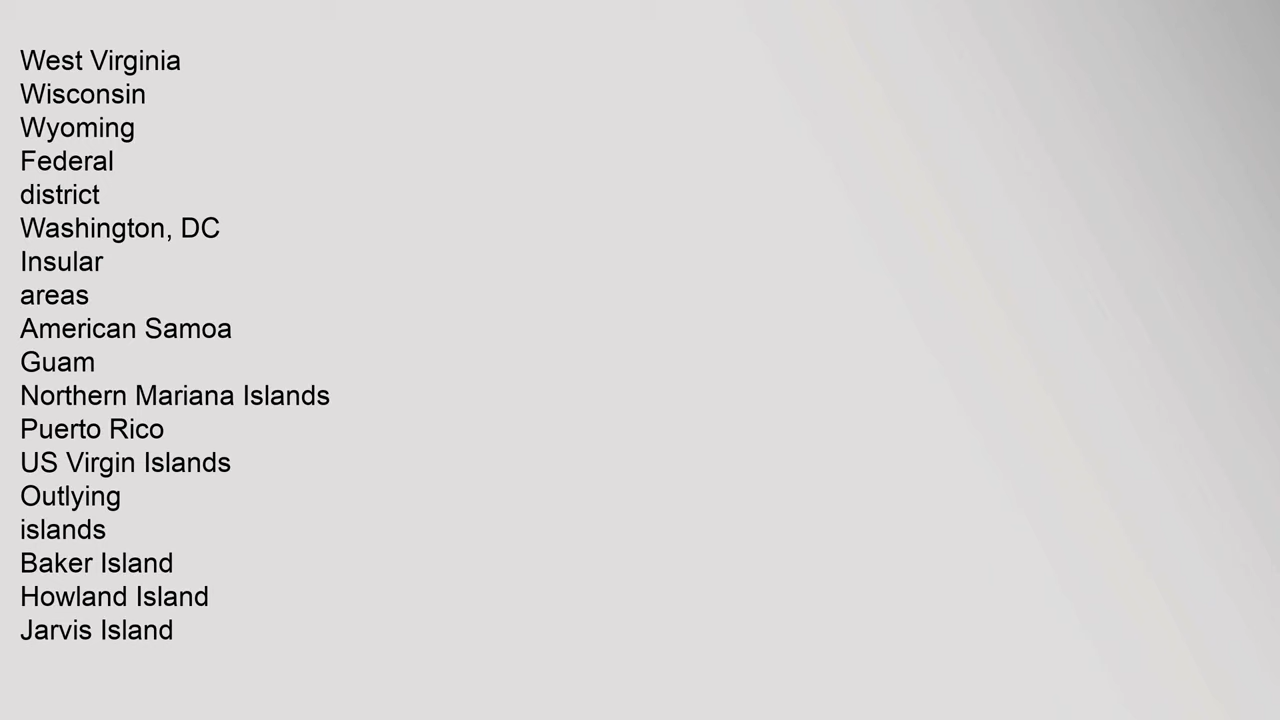 West Virginia
Wisconsin
Wyoming
Federal
district
Washington, DC
Insular
areas
American Samoa
Guam
Northern Mariana Islands
Puerto Rico
US Virgin Islands
Outlying
islands
Baker Island
Howland Island
Jarvis Island